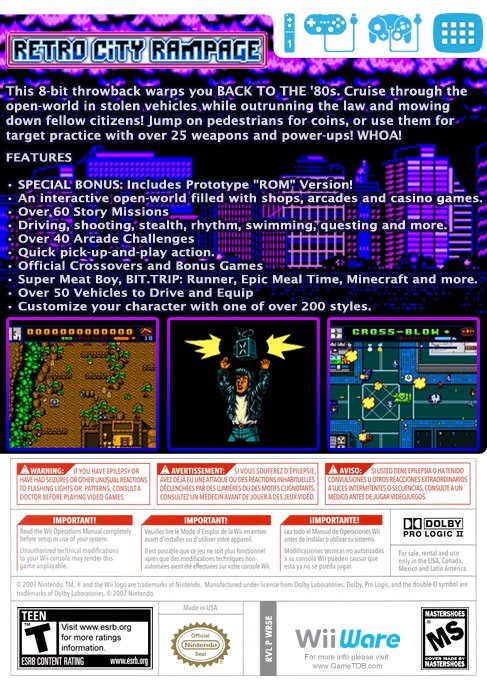 1
RETRO CITY RAMPAGE
This 8-bit throwback warps you BACK TO THE '80s. Cruise through the
open-world in stolen vehicles while outrunning the law and mowing
down fellow citizens! Jump on pedestrians for coins, or use them for
target practice with over 25 weapons and power-ups! WHOA!
FEATURES
• SPECIAL BONUS: Includes Prototype "ROM" Version!
• An interactive open-world filled with shops, arcades and casino games.
• Over 60 Story Missions
• Driving, shooting, stealth, rhythm, swimming, questing and more.
• Over 40 Arcade Challenges
• Quick pick-up-and-play action.
• Official Crossovers and Bonus Games
• Super Meat Boy, BIT.TRIP: Runner, Epic Meal Time, Minecraft and more.
• Over 50 Vehicles to Drive and Equip
• Customize your character with one of over 200 styles.
10
CROSS-BLOW +
WARNING: IF YOU HAVE EPILEPSY OR
HAVE HAD SEIZURES OR OTHER UNUSUAL REACTIONS
TO FLASHING LIGHTS OR PATTERNS, CONSULT A
DOCTOR BEFORE PLAYING VIDEO GAMES.
AVERTISSEMENT: SI VOUS SOUFFREZ D'ÉPILEPSIE,
AVEZ DÉJÀ EU UNE ATTAQUE OU DES RÉACTIONS INHABITUELLES
DÉCLENCHÉES PAR DES LUMIÈRES OU DES MOTIFS CLIGNOTANTS,
CONSULTEZ UN MÉDECIN AVANT DE JOUER À DES JEUX VIDÉO.
AVISO: SI USTED TIENE EPILEPSIA O HA TENIDO
CONVULSIONES U OTRAS REACCIONES EXTRAORDINARIOS
A LUCES INTERMITENTES O SECUENCIAS, CONSULTE A UN
MÉDICO ANTES DE JUGAR VIDEOJUEGOS.
IMPORTANT!
Read the Wii Operations Manual completely
before setup or use of your system.
Unauthorized technical modifications
to your Wii console may render this
game unplayable.
IMPORTANT!
Veuillez lire le Mode d'Emploi de la Wii en entier
avant d'installer ou d'utiliser votre appareil.
Il est possible que ce jeu ne soit plus fonctionnel
après que des modifications techniques non-
autorisées aient été effectuées sur votre console Wii.
¡IMPORTANTE!
Lea todo el Manual de Operaciones Wii
antes de instalar o utilizar su sistema.
Modificaciones técnicas no autorizadas
a su consola Wii pueden causar que
esta ya no se pueda jugar.
DOLBY
PRO LOGIC II
For sale, rental and use
only in the USA, Canada,
Mexico and Latin America.
© 2007 Nintendo. TM, ® and the Wii logo are trademarks of Nintendo. Manufactured under license from Dolby Laboratories. Dolby, Pro Logic, and the double-D symbol are
trademarks of Dolby Laboratories. © 2007 Nintendo.
TEEN
T
Visit www.esrb.org
for more ratings
information.
ESRB CONTENT RATING www.esrb.org
Made in USA
Official
Nintendo
Seal
RVL P WR5E
WiiWare
For more info please visit:
www.GameTDB.com
MASTERSHOES
MS
COVER MADE BY
MASTERSHOES